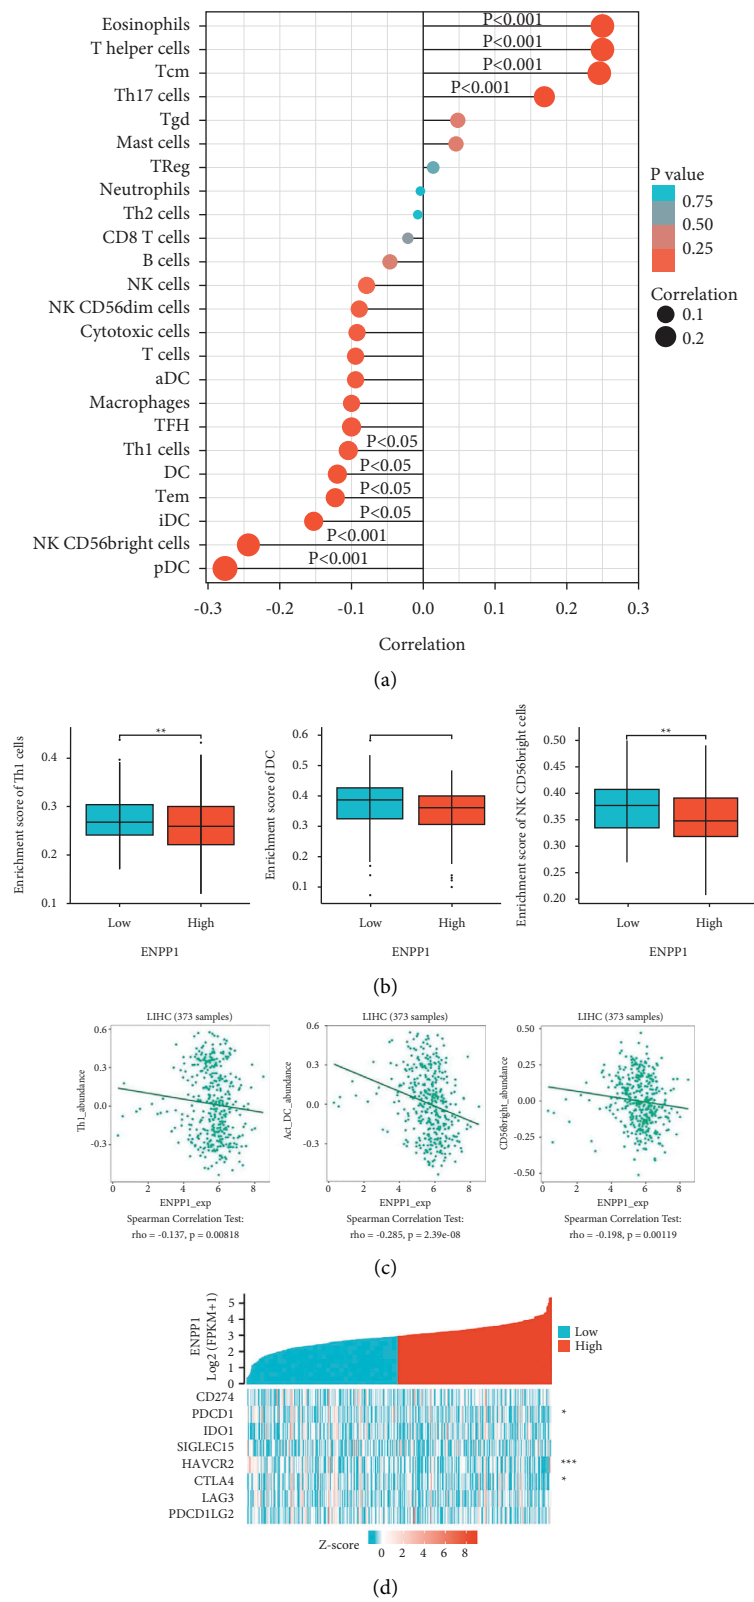 Eosinophils
T helper cells
Tcm
Th17 cells
Tgd
Mast cells
TReg
Neutrophils
Th2 cells
CD8 T cells
B cells
NK cells
NK CD56dim cells
Cytotoxic cells
T cells
aDC
Macrophages
TFH
Th1 cells
DC
Tem
iDC
NK CD56bright cells
pDC
P<0.001
P<0.001
P<0.001
P<0.001
P<0.05
P<0.05
P<0.05
P<0.05
P<0.001
P<0.001
-0.3 -0.2 -0.1 0.0 0.1 0.2 0.3
Correlation
P value
0.75
0.50
0.25
Correlation
0.1
0.2
(a)
Enrichment score of Th1 cells
0.4
0.3
0.2
0.1
**
Low High
ENPP1
Enrichment score of DC
0.6
0.5
0.4
0.3
0.2
0.1
Low High
ENPP1
Enrichment score of NK CD56bright cells
0.50
0.45
0.40
0.35
0.30
0.25
0.20
**
Low High
ENPP1
(b)
LIHC (373 samples)
Th1_abundance
0.6
0.3
0.0
-0.3
0 2 4 6 8
ENPP1_exp
Spearman Correlation Test:
rho = -0.137, p = 0.00818
LIHC (373 samples)
Act_DC_abundance
0.6
0.3
0.0
-0.3
0 2 4 6 8
ENPP1_exp
Spearman Correlation Test:
rho = -0.285, p = 2.39e-08
LIHC (373 samples)
CD56bright_abundance
0.50
0.25
0.00
-0.25
-0.50
0 2 4 6 8
ENPP1_exp
Spearman Correlation Test:
rho = -0.198, p = 0.00119
(c)
ENPP1
Log2 (FPKM+1)
5
4
3
2
1
0
Low
High
CD274
PDCD1 *
IDO1
SIGLEC15
HAVCR2 ***
CTLA4 *
LAG3
PDCD1LG2
Z-score 0 2 4 6 8
(d)